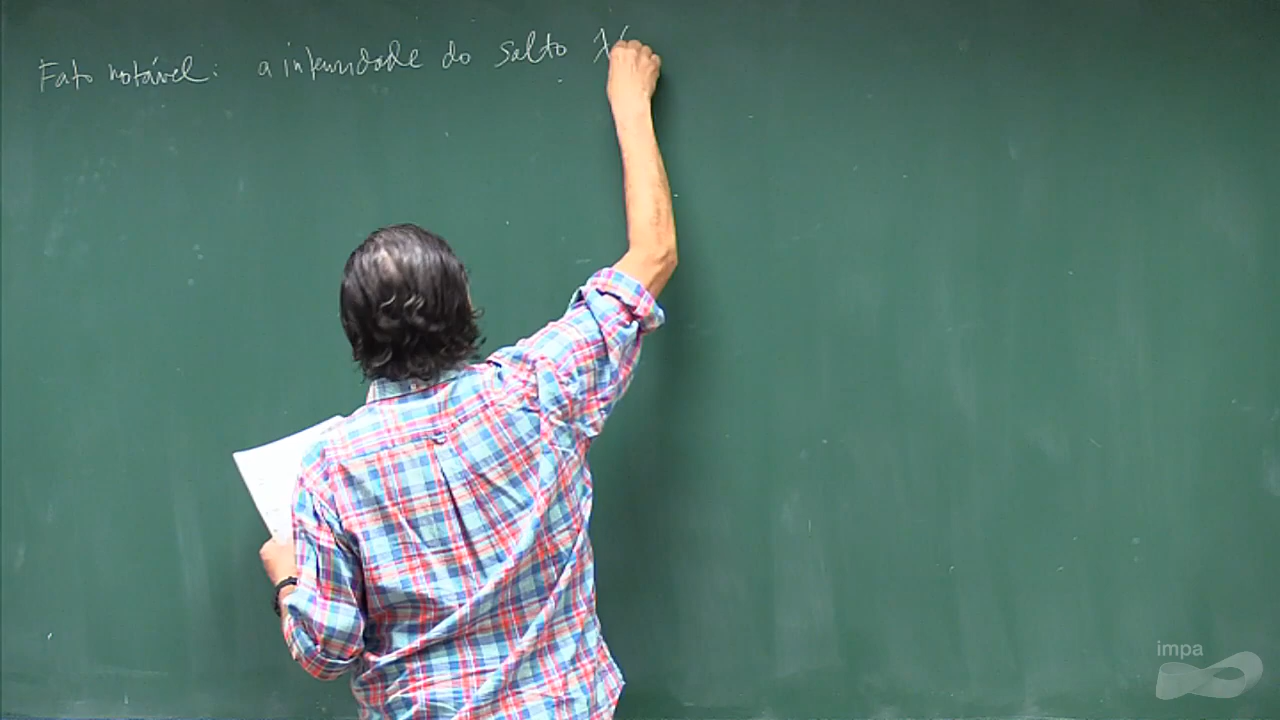 Fato notável: a intensidade do salto λ(
impa